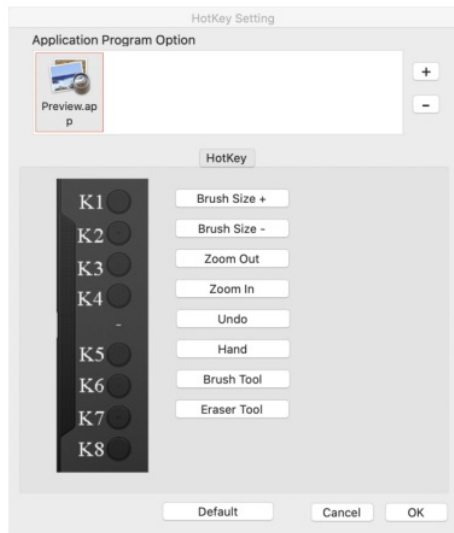 HotKey Setting
Application Program Option
Preview.ap
p
+
-
HotKey
K1
Brush Size +
K2
Brush Size -
K3
Zoom Out
K4
Zoom In
-
Undo
K5
Hand
K6
Brush Tool
K7
Eraser Tool
K8
Default
Cancel
OK